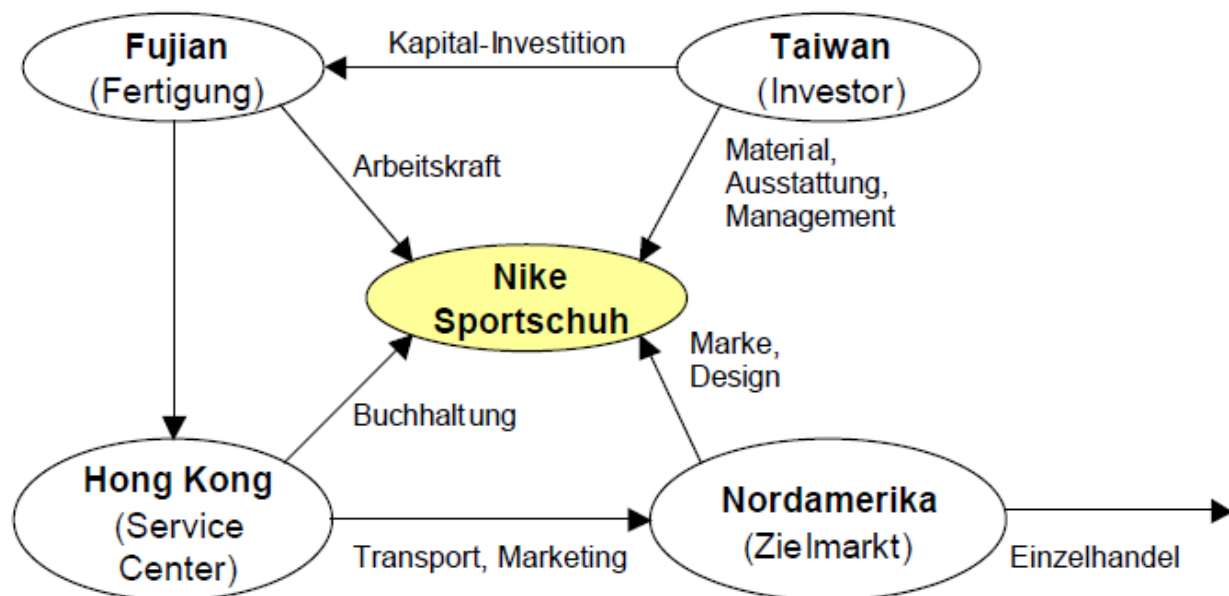 Fujian
(Fertigung)
Kapital-Investition
Taiwan
(Investor)
Arbeitskraft
Material,
Ausstattung,
Management
Nike
Sportschuh
Marke,
Design
Buchhaltung
Hong Kong
(Service
Center)
Transport, Marketing
Nordamerika
(Zielmarkt)
Einzelhandel